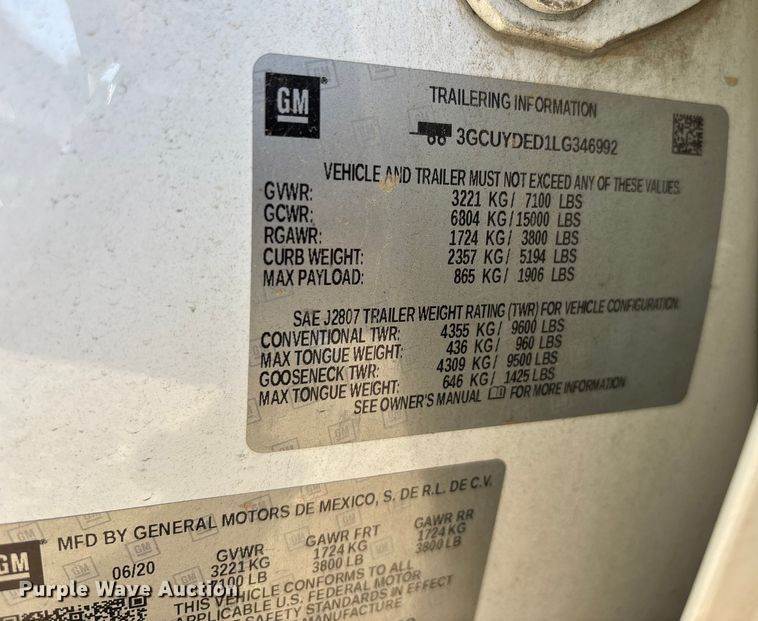 GM
TRAILERING INFORMATION
3GCUYDED1LG346992
VEHICLE AND TRAILER MUST NOT EXCEED ANY OF THESE VALUES.
GVWR: 3221 KG/ 7100 LBS
GCWR: 6804 KG/ 15000 LBS
RGAWR: 1724 KG/ 3800 LBS
CURB WEIGHT: 2357 KG/ 5194 LBS
MAX PAYLOAD: 865 KG/ 1906 LBS
SAE J2807 TRAILER WEIGHT RATING (TWR) FOR VEHICLE CONFIGURATION:
CONVENTIONAL TWR: 4355 KG/ 9600 LBS
MAX TONGUE WEIGHT: 436 KG/ 960 LBS
GOOSENECK TWR: 4309 KG/ 9500 LBS
MAX TONGUE WEIGHT: 646 KG/ 1425 LBS
SEE OWNER'S MANUAL FOR MORE INFORMATION
GM
MFD BY GENERAL MOTORS DE MEXICO, S. DE R.L. DE C.V.
06/20 GVWR GAWR FRT GAWR RR
3221 KG 1724 KG 1724 KG
7100 LB 3800 LB 3800 LB
THIS VEHICLE CONFORMS TO ALL
APPLICABLE U.S. FEDERAL MOTOR
SAFETY STANDARDS IN EFFECT
MANUFACTURE
Purple Wave Auction